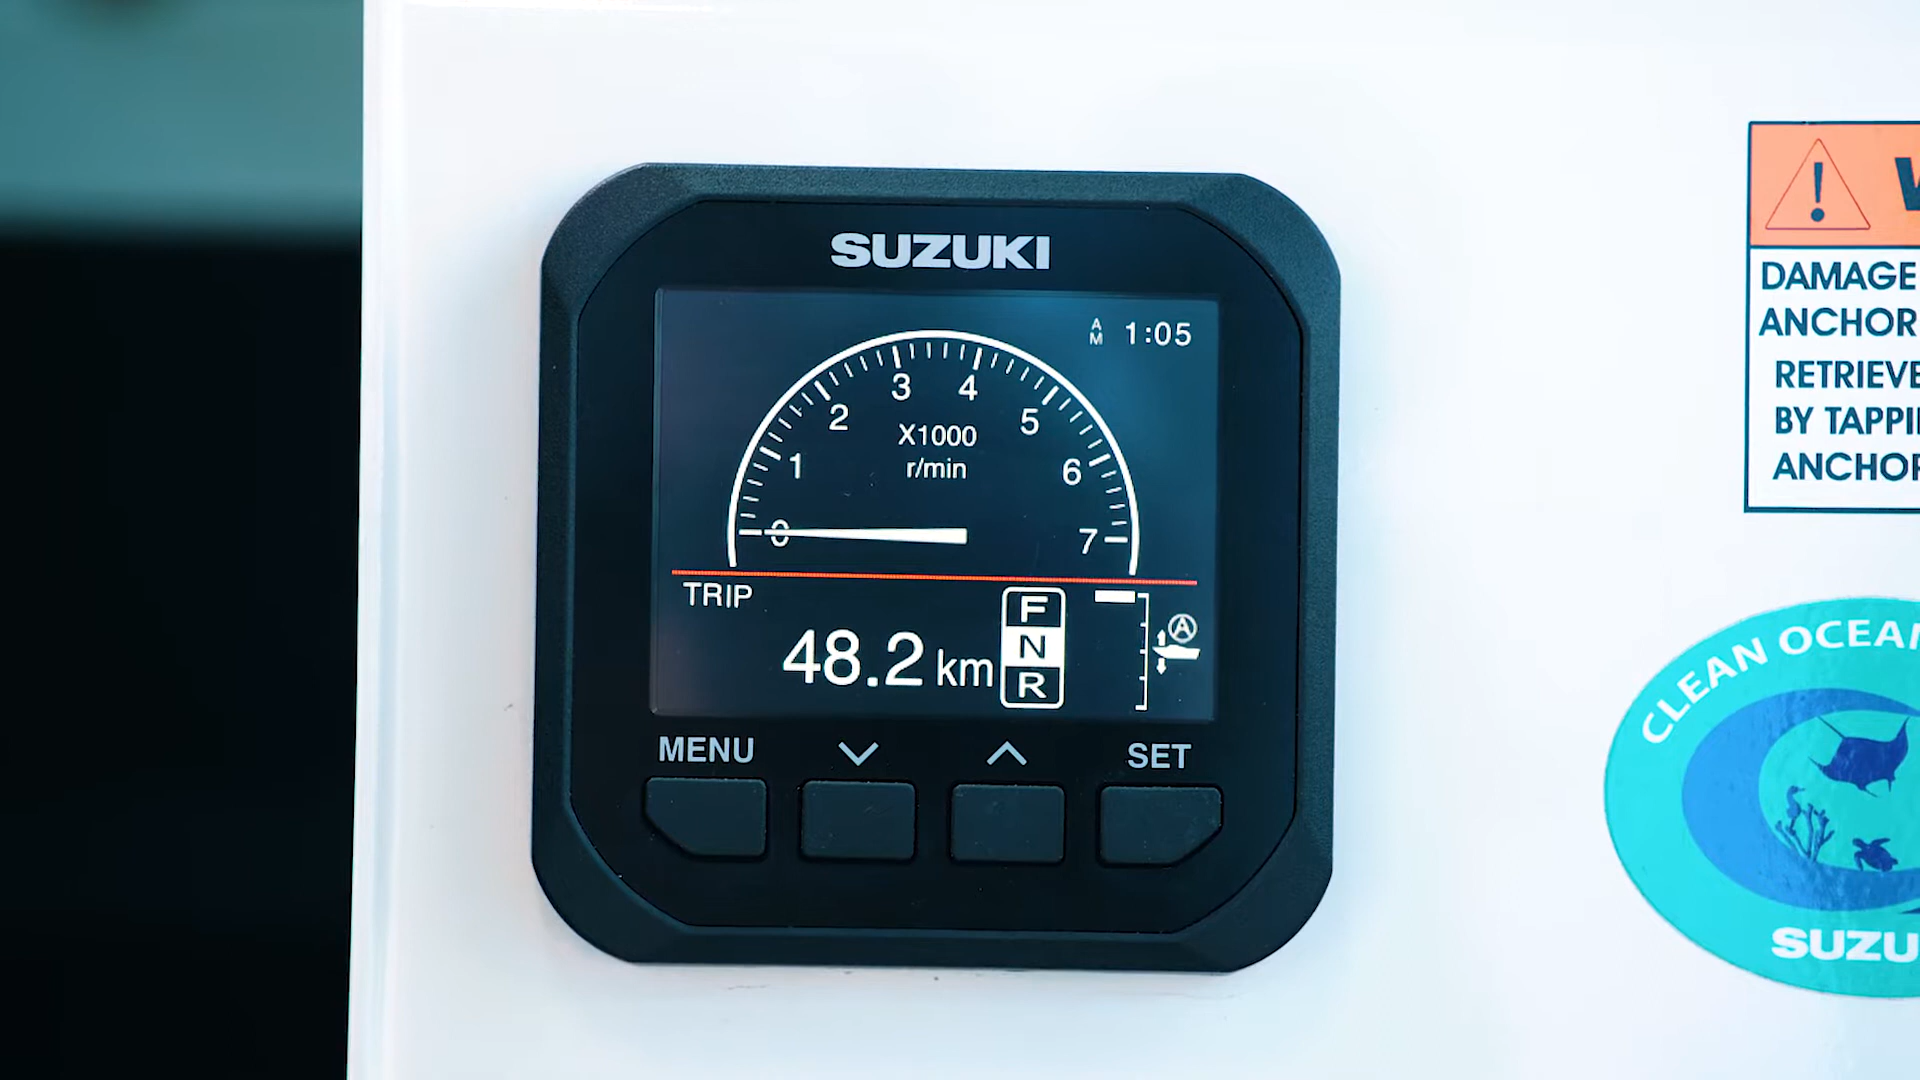 SUZUKI
AM 1:05
0 1 2 3 4 5 6 7
X1000
r/min
TRIP
48.2 km
F
N
R
A
MENU
SET
DAMAGE
ANCHOR
RETRIEVE
BY TAPPI
ANCHOR
CLEAN OCEAN
SUZU